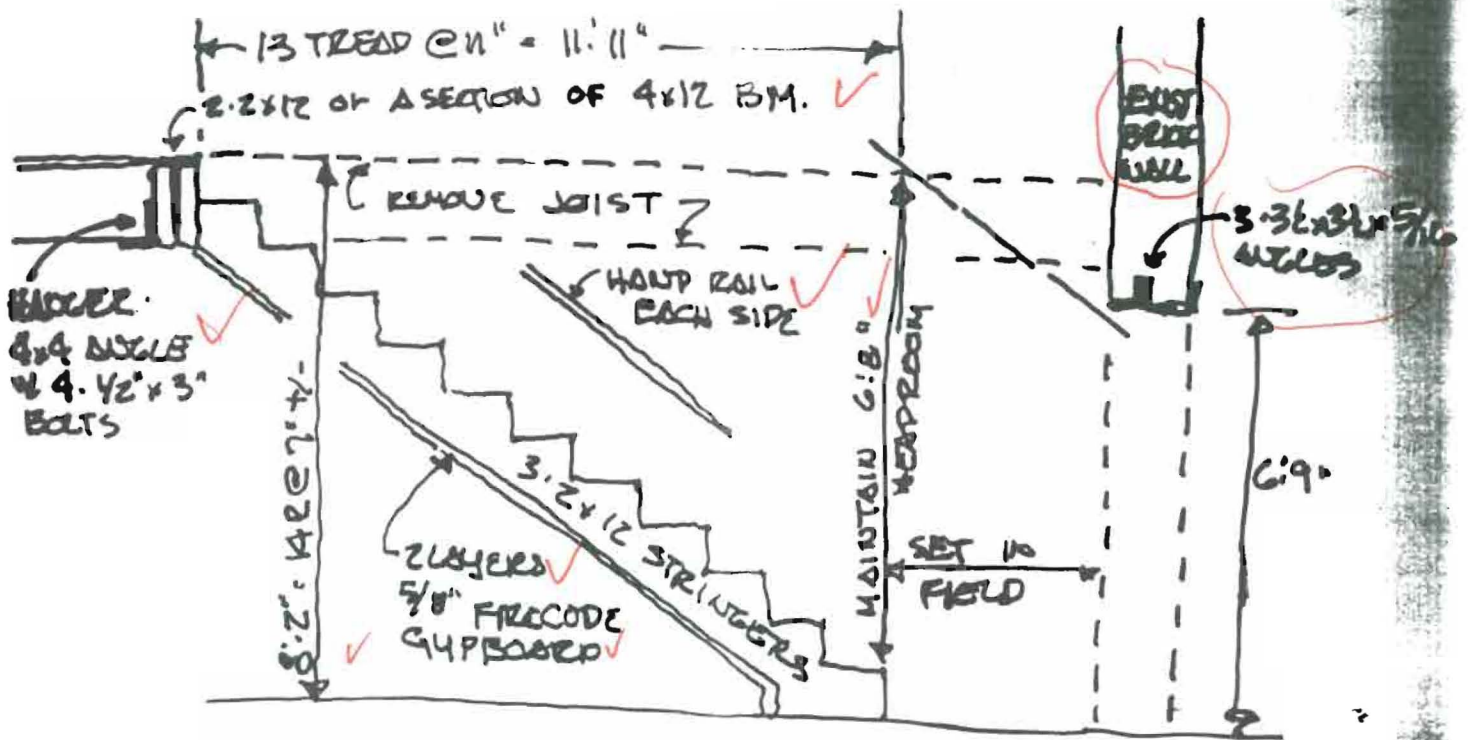 13 TREAD @ 11" = 11'.11"
2.2x12 or A SECTION OF 4x12 BM.
EXIST
BRICK
WALL
REMOVE JOIST
3.3½x3½x5/16
ANGLES
HAND RAIL
EACH SIDE
4x4 ANGLE
W/ 4. 1/2" x 3"
BOLTS
8'.2" = 14R @ 7" +/-
MAINTAIN 6'.8"
HEADROOM
6'.9"
3.2x12 STRINGERS
2 LAYERS
5/8" FIRECODE
GYPBOARD
SET IN
FIELD